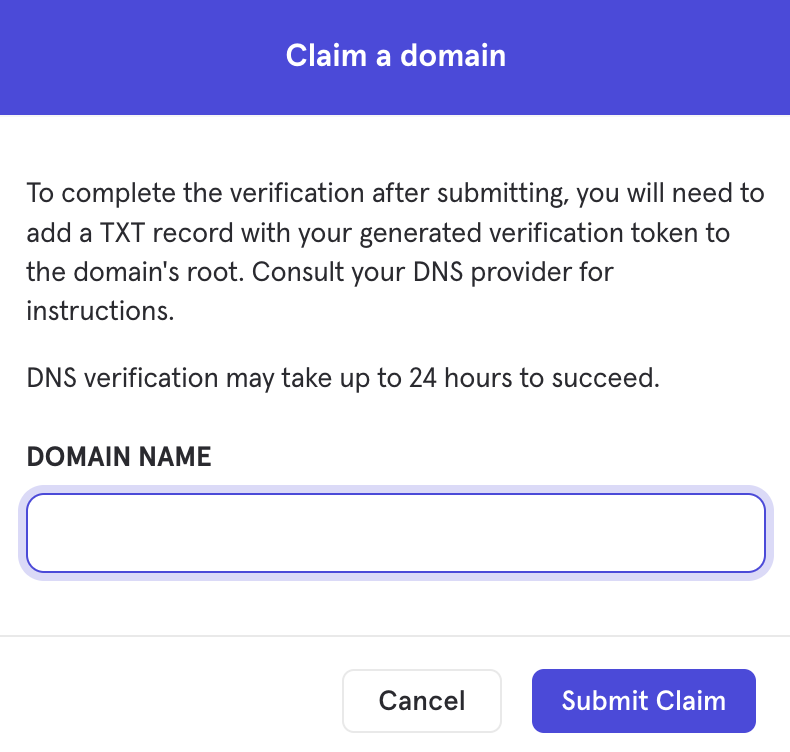 Claim a domain
To complete the verification after submitting, you will need to
add a TXT record with your generated verification token to
the domain's root. Consult your DNS provider for
instructions.
DNS verification may take up to 24 hours to succeed.
DOMAIN NAME
Cancel
Submit Claim